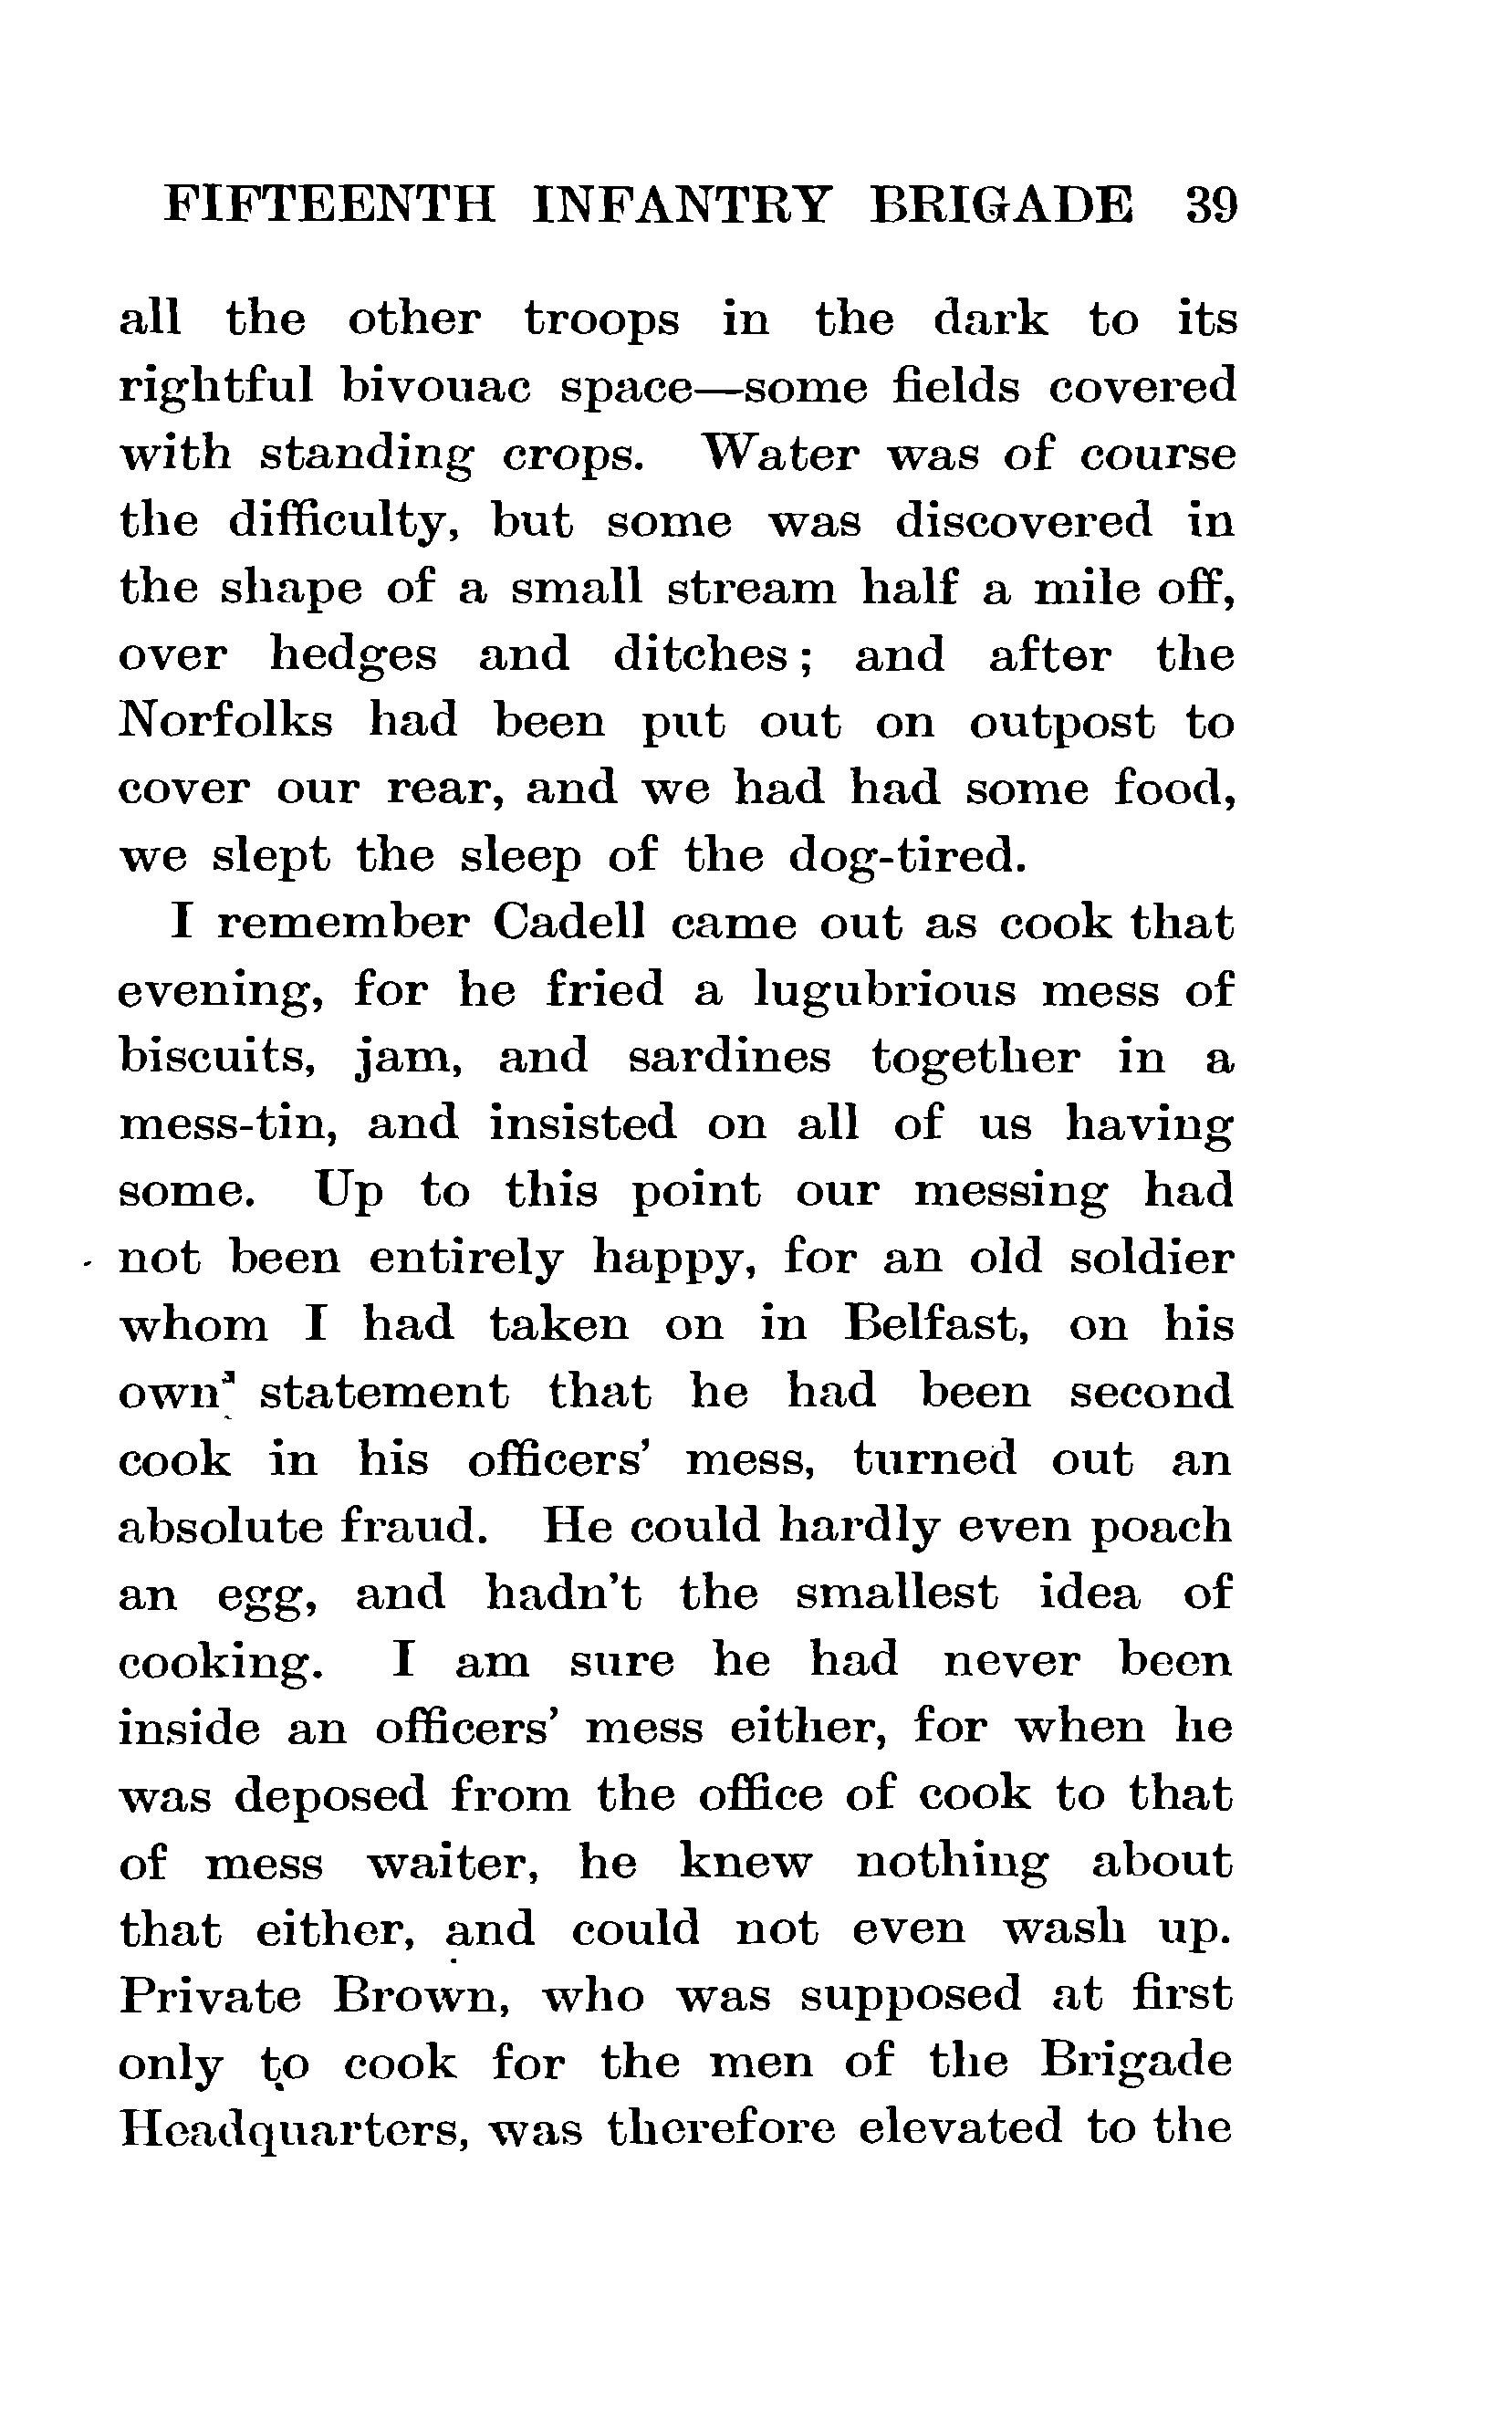 FIFTEENTH INFANTRY BRIGADE 39
all the other troops in the dark to its
rightful bivouac space—some fields covered
with standing crops. Water was of course
the difficulty, but some was discovered in
the shape of a small stream half a mile off,
over hedges and ditches; and after the
Norfolks had been put out on outpost to
cover our rear, and we had had some food,
we slept the sleep of the dog-tired.
I remember Cadell came out as cook that
evening, for he fried a lugubrious mess of
biscuits, jam, and sardines together in a
mess-tin, and insisted on all of us having
some. Up to this point our messing had
not been entirely happy, for an old soldier
whom I had taken on in Belfast, on his
own statement that he had been second
cook in his officers' mess, turned out an
absolute fraud. He could hardly even poach
an egg, and hadn't the smallest idea of
cooking. I am sure he had never been
inside an officers' mess either, for when he
was deposed from the office of cook to that
of mess waiter, he knew nothing about
that either, and could not even wash up.
Private Brown, who was supposed at first
only to cook for the men of the Brigade
Headquarters, was therefore elevated to the